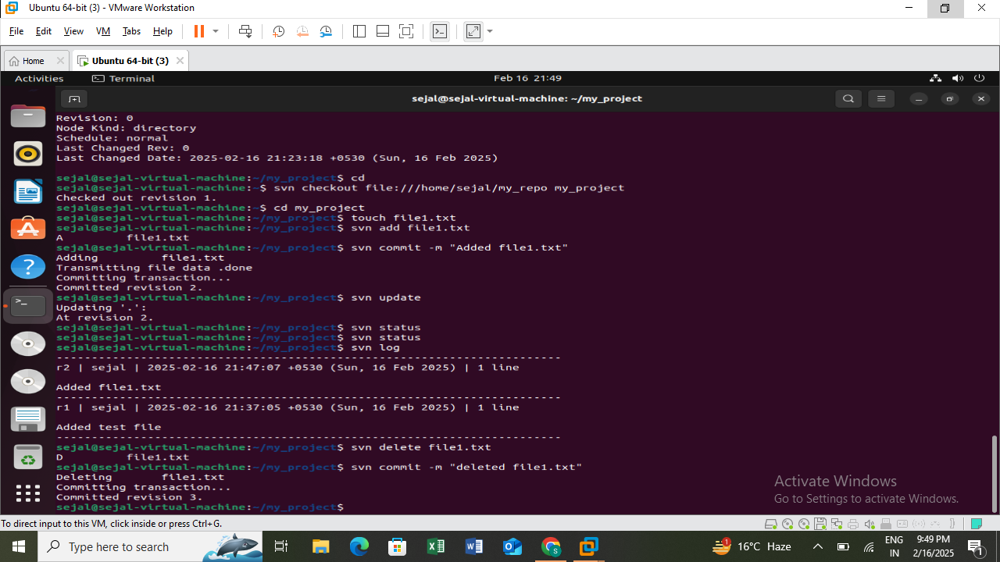 Ubuntu 64-bit (3) - VMware Workstation
File Edit View VM Tabs Help
Home Ubuntu 64-bit (3)
Activities Terminal Feb 16 21:49
sejal@sejal-virtual-machine: ~/my_project
Revision: 0
Node Kind: directory
Schedule: normal
Last Changed Rev: 0
Last Changed Date: 2025-02-16 21:23:18 +0530 (Sun, 16 Feb 2025)
sejal@sejal-virtual-machine:~/my_project$ cd
sejal@sejal-virtual-machine:~$ svn checkout file:///home/sejal/my_repo my_project
Checked out revision 1.
sejal@sejal-virtual-machine:~$ cd my_project
sejal@sejal-virtual-machine:~/my_project$ touch file1.txt
sejal@sejal-virtual-machine:~/my_project$ svn add file1.txt
A         file1.txt
sejal@sejal-virtual-machine:~/my_project$ svn commit -m "Added file1.txt"
Adding         file1.txt
Transmitting file data .done
Committing transaction...
Committed revision 2.
sejal@sejal-virtual-machine:~/my_project$ svn update
Updating '.':
At revision 2.
sejal@sejal-virtual-machine:~/my_project$ svn status
sejal@sejal-virtual-machine:~/my_project$ svn status
sejal@sejal-virtual-machine:~/my_project$ svn log
------------------------------------------------------------------------
r2 | sejal | 2025-02-16 21:47:07 +0530 (Sun, 16 Feb 2025) | 1 line
Added file1.txt
------------------------------------------------------------------------
r1 | sejal | 2025-02-16 21:37:05 +0530 (Sun, 16 Feb 2025) | 1 line
Added test file
------------------------------------------------------------------------
sejal@sejal-virtual-machine:~/my_project$ svn delete file1.txt
D         file1.txt
sejal@sejal-virtual-machine:~/my_project$ svn commit -m "deleted file1.txt"
Deleting       file1.txt
Committing transaction...
Committed revision 3.
sejal@sejal-virtual-machine:~/my_project$
Activate Windows
Go to Settings to activate Windows.
To direct input to this VM, click inside or press Ctrl+G.
Type here to search
1
16°C Haze
ENG
IN
9:49 PM
2/16/2025
1